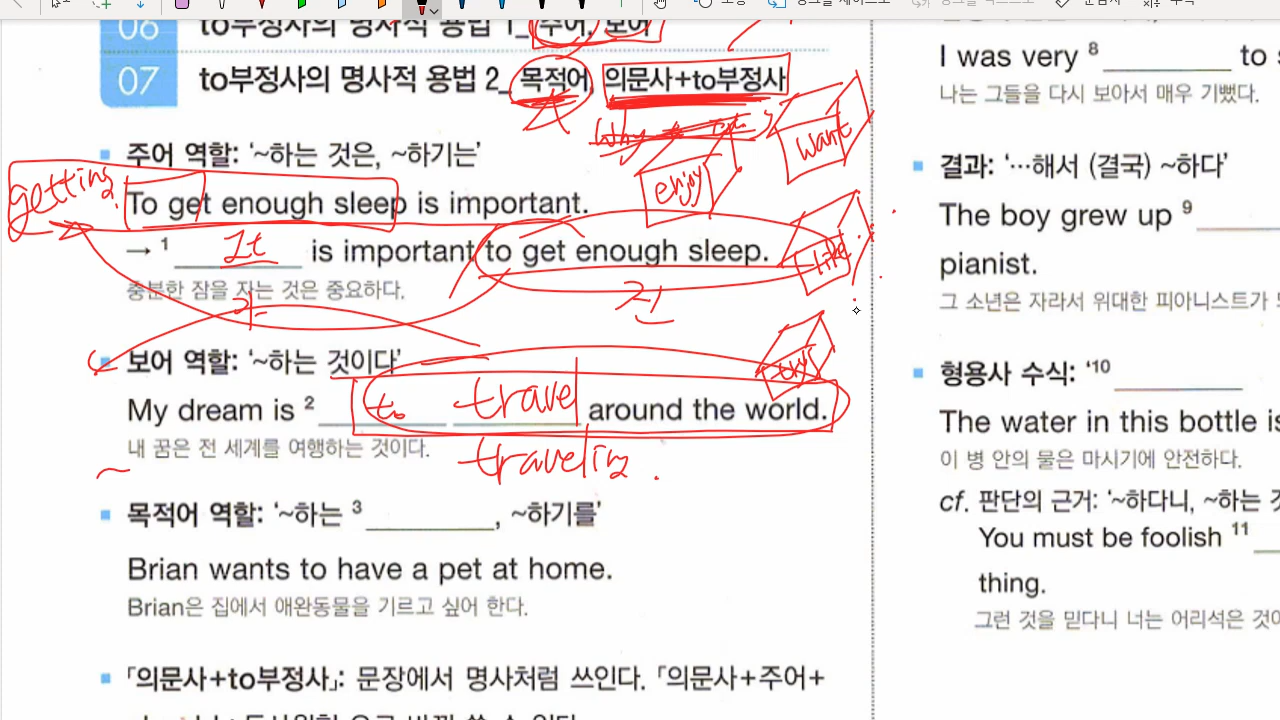 06 to부정사의 명사적 용법 1_ 주어, 보어
07 to부정사의 명사적 용법 2_ 목적어, 의문사+to부정사
want
enjoy
주어 역할: ‘~하는 것은, ~하기는’
getting
To get enough sleep is important.
→ 1 It is important to get enough sleep.
like
충분한 잠을 자는 것은 중요하다.
진
보어 역할: ‘~하는 것이다’
try
My dream is 2 to travel around the world.
내 꿈은 전 세계를 여행하는 것이다.
traveling.
목적어 역할: ‘~하는 3 ________, ~하기를’
Brian wants to have a pet at home.
Brian은 집에서 애완동물을 기르고 싶어 한다.
「의문사+to부정사」: 문장에서 명사처럼 쓰인다. 「의문사+주어+
I was very 8 ________ to s
나는 그들을 다시 보아서 매우 기뻤다.
결과: ‘…해서 (결국) ~하다’
The boy grew up 9 ________
pianist.
그 소년은 자라서 위대한 피아니스트가
형용사 수식: ‘10 ________
The water in this bottle is
이 병 안의 물은 마시기에 안전하다.
cf. 판단의 근거: ‘~하다니, ~하는 것
You must be foolish 11
thing.
그런 것을 믿다니 너는 어리석은 것이